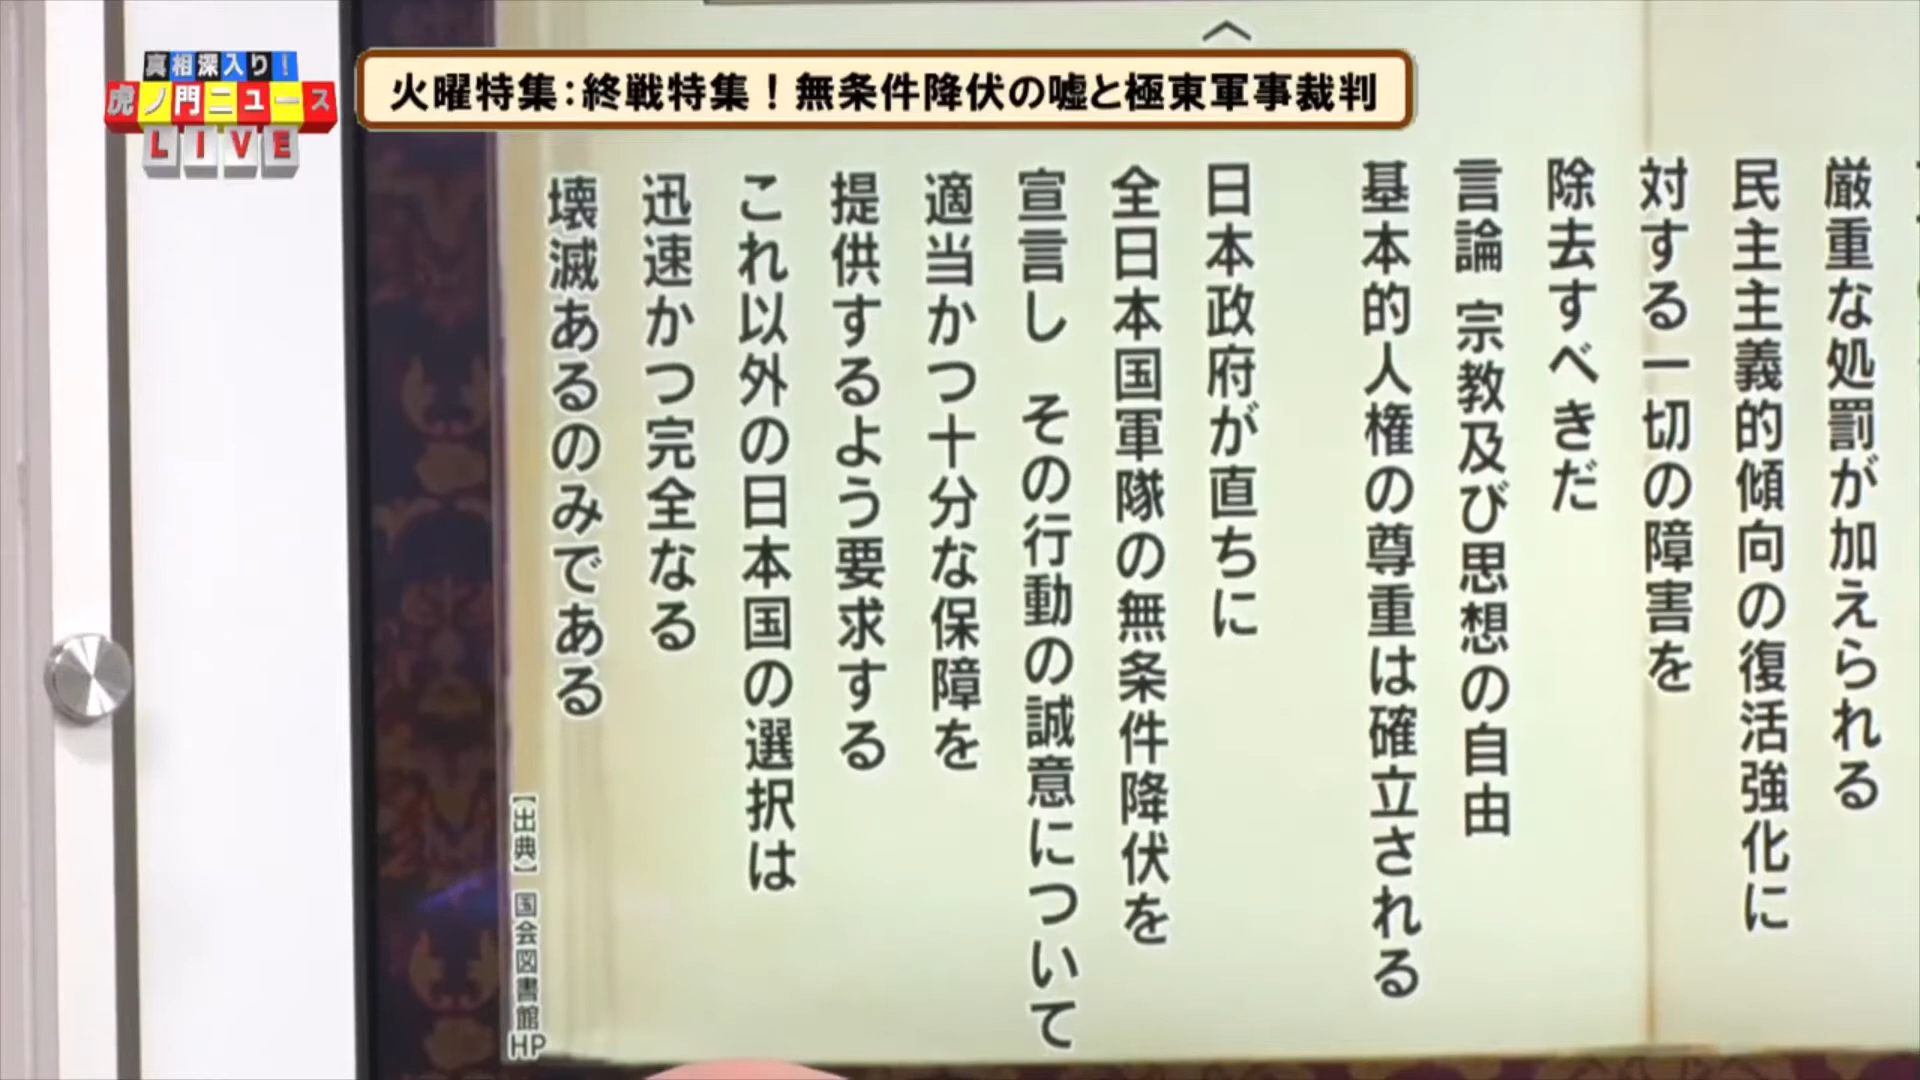 真相深入り!
虎ノ門ニュース
LIVE
火曜特集:終戦特集!無条件降伏の嘘と極東軍事裁判
厳重な処罰が加えられる
民主主義的傾向の復活強化に
対する一切の障害を
除去すべきだ
言論 宗教及び思想の自由
基本的人権の尊重は確立される
日本政府が直ちに
全日本国軍隊の無条件降伏を
宣言し その行動の誠意について
適当かつ十分な保障を
提供するよう要求する
これ以外の日本国の選択は
迅速かつ完全なる
壊滅あるのみである
【出典】国会図書館HP